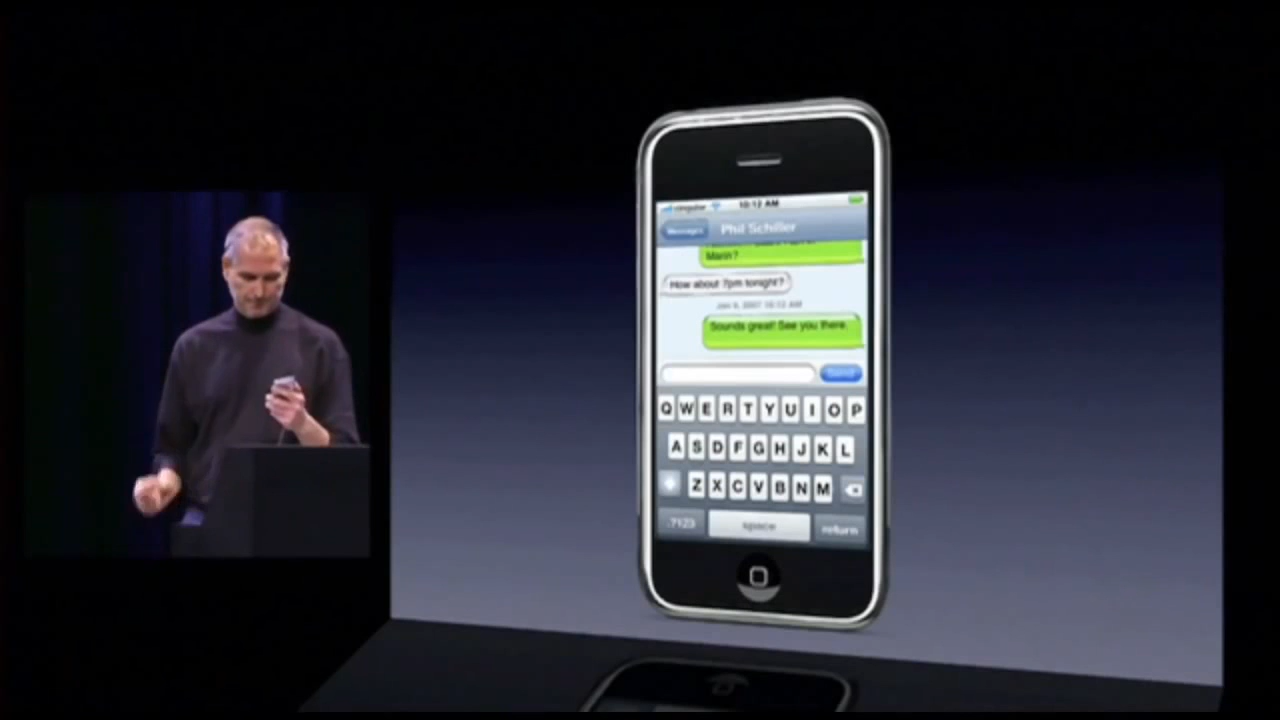 cingular 10:12 AM
Messages Phil Schiller
Marin?
How about 7pm tonight?
Jan 9, 2007 10:12 AM
Sounds great! See you there.
Send
Q W E R T Y U I O P
A S D F G H J K L
Z X C V B N M
.?123 space return